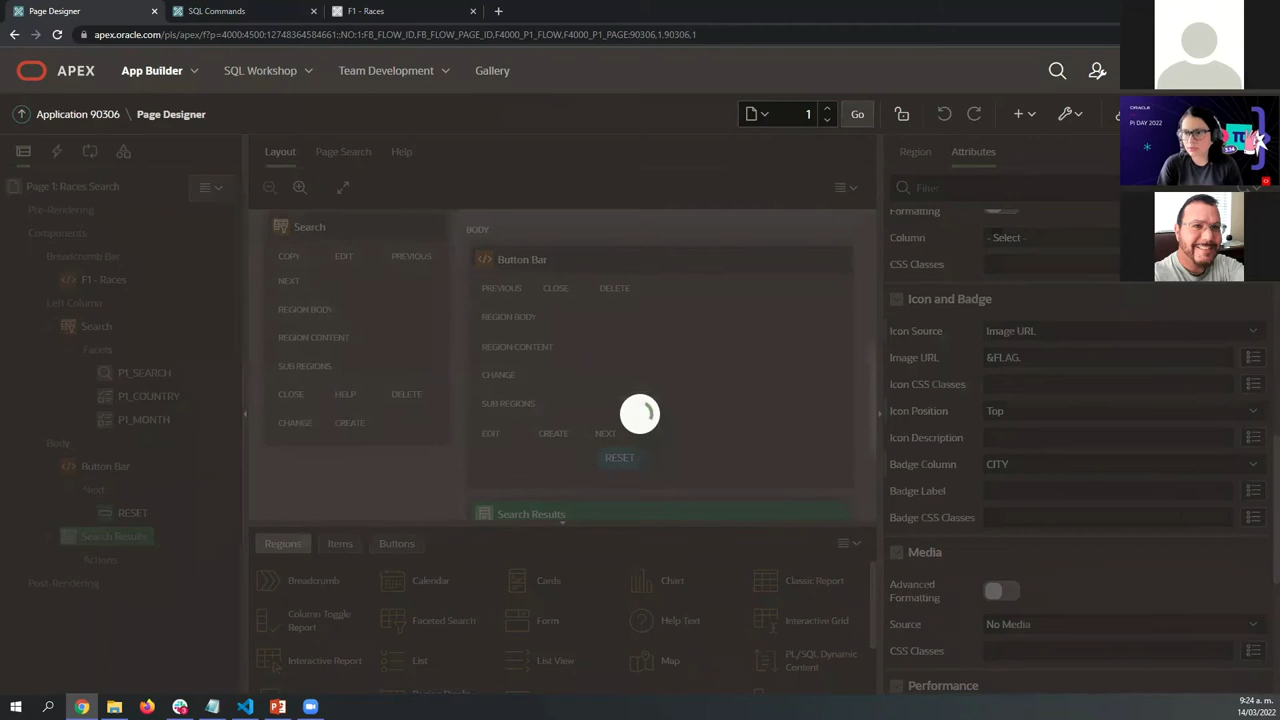 Page Designer
SQL Commands
F1 - Races
apex.oracle.com/pls/apex/f?p=4000:4500:12748364584661::NO:1:FB_FLOW_ID,FB_FLOW_PAGE_ID,F4000_P1_FLOW,F4000_P1_PAGE:90306,1,90306,1
APEX
App Builder
SQL Workshop
Team Development
Gallery
Application 90306 \ Page Designer
1
Go
Layout
Page Search
Help
Region
Attributes
Page 1: Races Search
Pre-Rendering
Components
Breadcrumb Bar
F1 - Races
Left Column
Search
Facets
P1_SEARCH
P1_COUNTRY
P1_MONTH
Body
Button Bar
Next
RESET
Search Results
Actions
Post-Rendering
Search
COPY EDIT PREVIOUS
NEXT
REGION BODY
REGION CONTENT
SUB REGIONS
CLOSE HELP DELETE
CHANGE CREATE
BODY
Button Bar
PREVIOUS CLOSE DELETE
REGION BODY
REGION CONTENT
CHANGE
SUB REGIONS
EDIT CREATE NEXT
RESET
Search Results
Regions
Items
Buttons
Breadcrumb
Calendar
Cards
Chart
Classic Report
Column Toggle
Report
Faceted Search
Form
Help Text
Interactive Grid
Interactive Report
List
List View
Map
PL/SQL Dynamic
Content
Filter
Formatting
Column - Select -
CSS Classes
Icon and Badge
Icon Source Image URL
Image URL &FLAG.
Icon CSS Classes
Icon Position Top
Icon Description
Badge Column CITY
Badge Label
Badge CSS Classes
Media
Advanced
Formatting
Source No Media
CSS Classes
Performance
ORACLE
PI DAY 2022
π
3.14
9:24 a. m.
14/03/2022